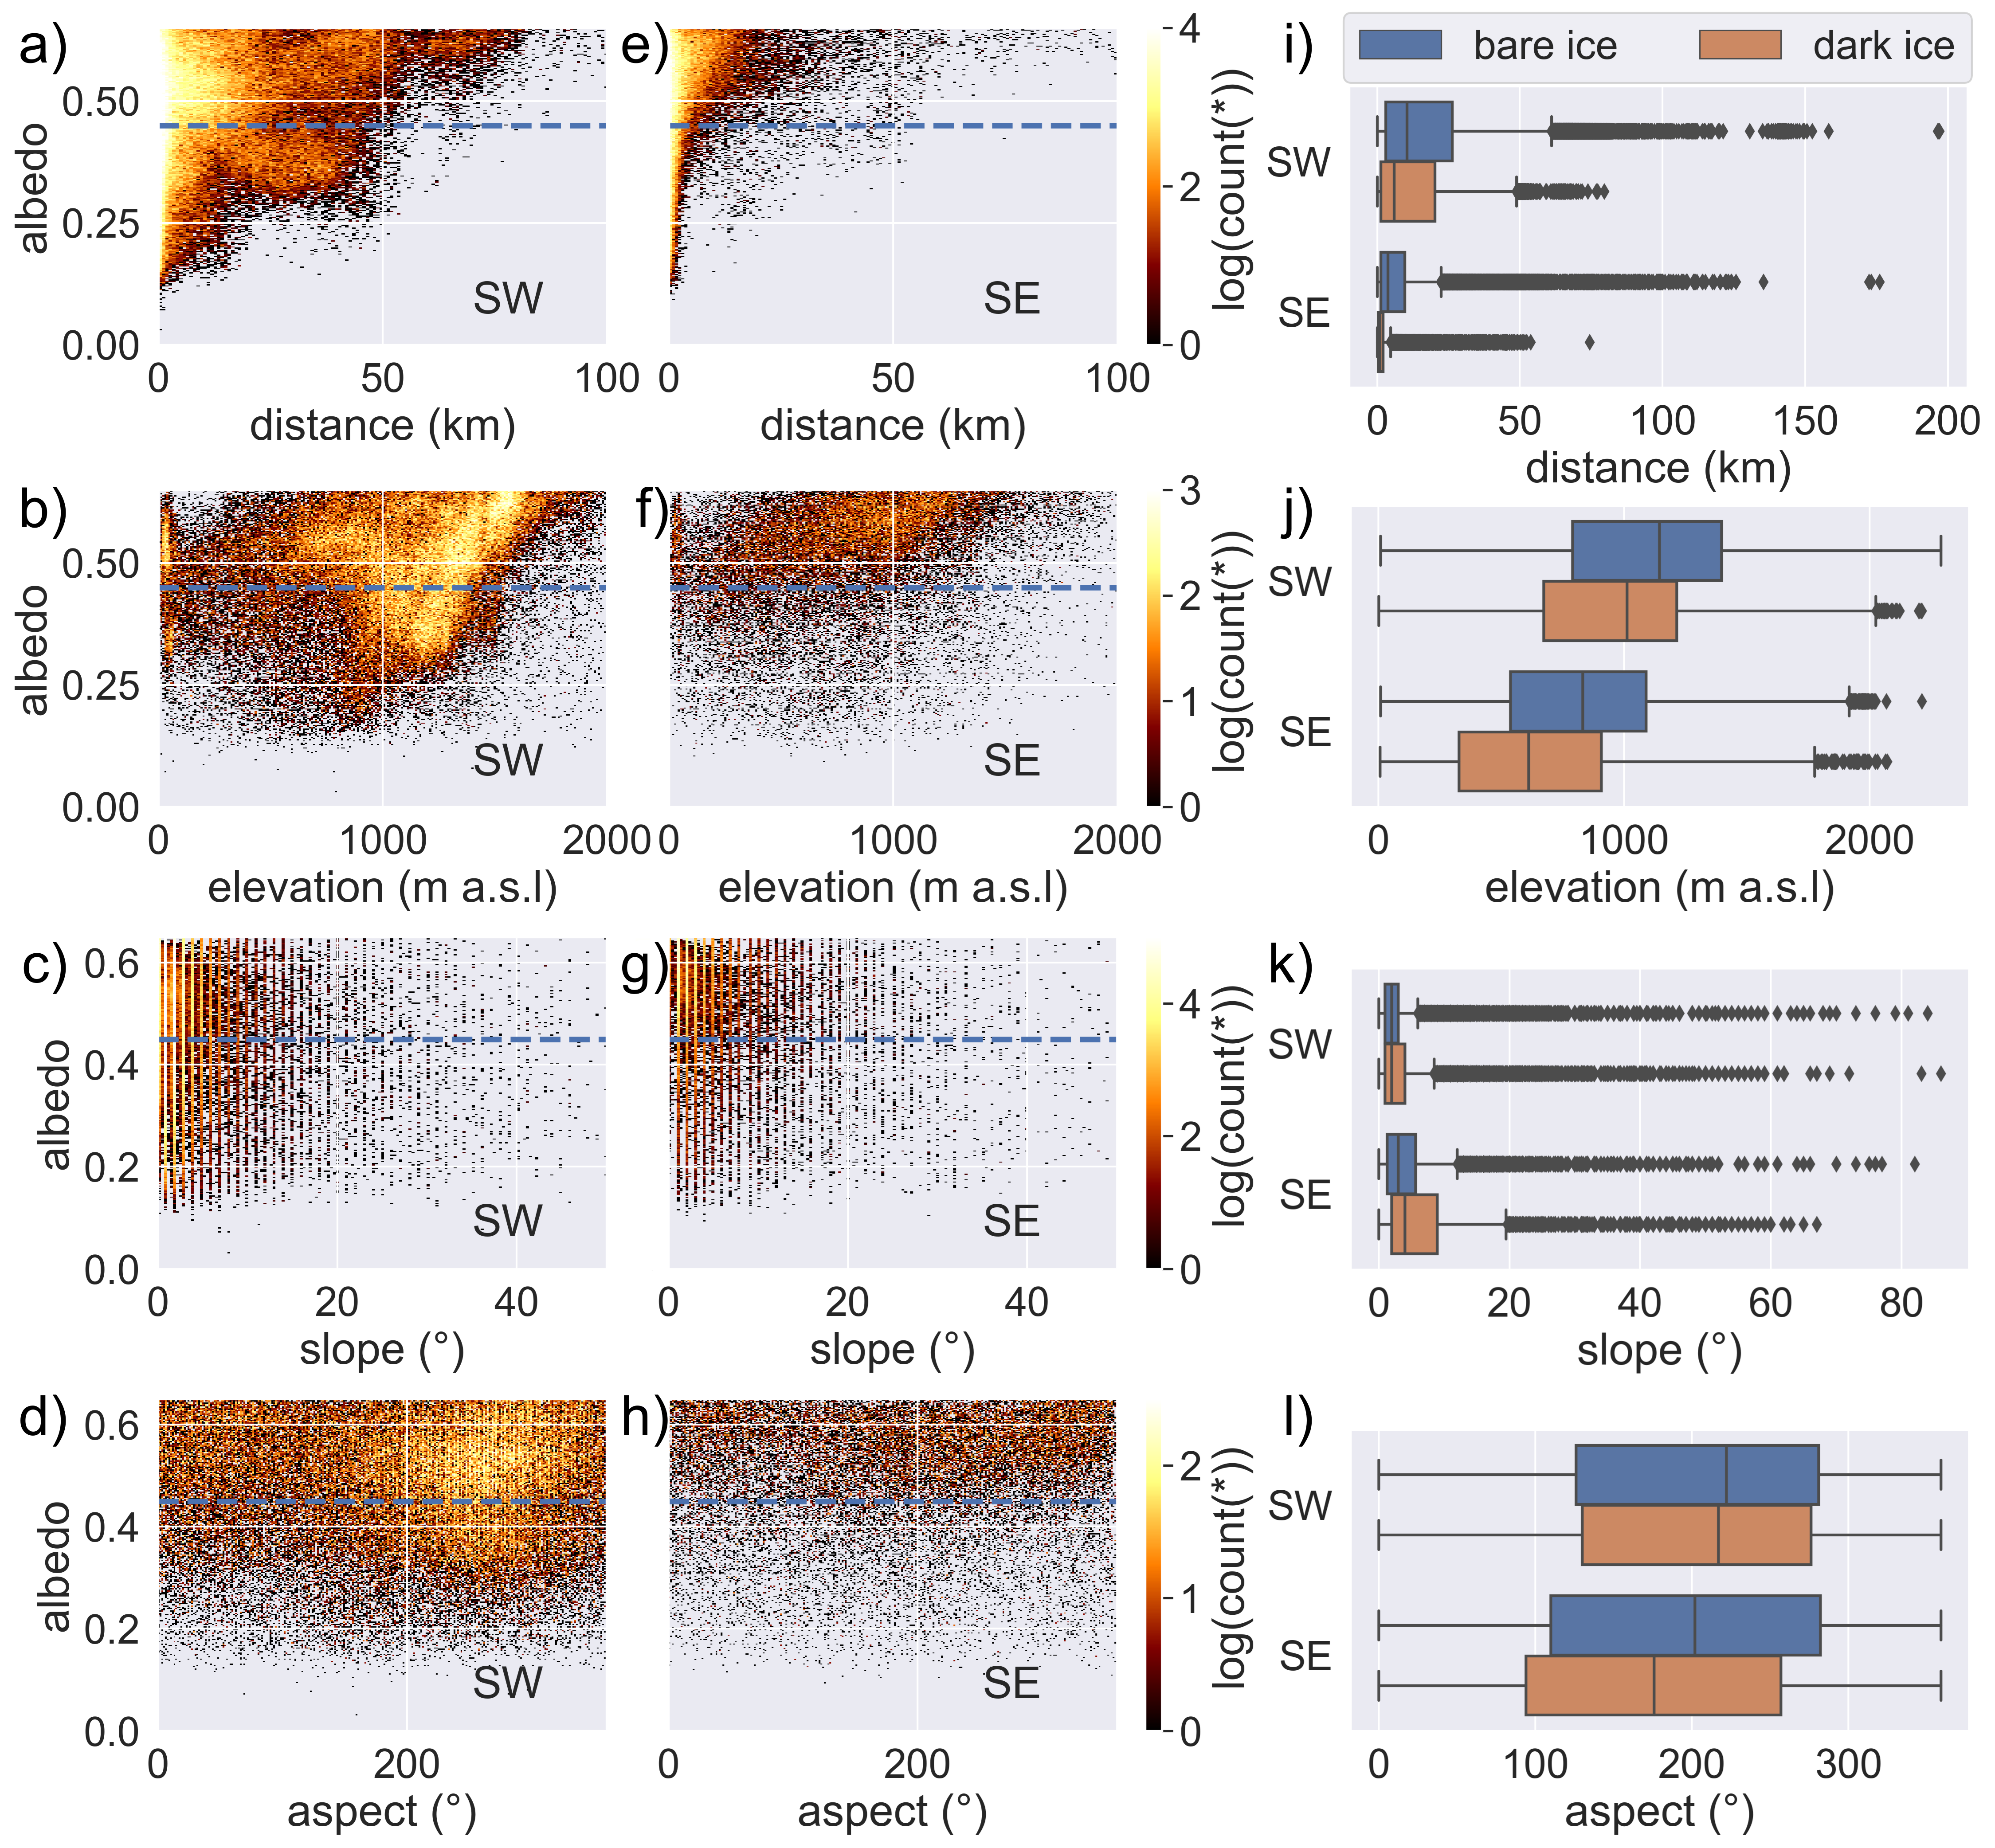 a)
albedo
0.50
0.25
0.00
SW
0
50
100
distance (km)
e)
SE
0
50
100
distance (km)
4
2
0
log(count(*))
i)
bare ice
dark ice
SW
SE
0
50
100
150
200
distance (km)
b)
albedo
0.50
0.25
0.00
SW
0
1000
2000
elevation (m a.s.l)
f)
SE
0
1000
2000
elevation (m a.s.l)
3
2
1
0
log(count(*))
j)
SW
SE
0
1000
2000
elevation (m a.s.l)
c)
albedo
0.6
0.4
0.2
0.0
SW
0
20
40
slope (°)
g)
SE
0
20
40
slope (°)
4
2
0
log(count(*))
k)
SW
SE
0
20
40
60
80
slope (°)
d)
albedo
0.6
0.4
0.2
0.0
SW
0
200
aspect (°)
h)
SE
0
200
aspect (°)
2
1
0
log(count(*))
l)
SW
SE
0
100
200
300
aspect (°)